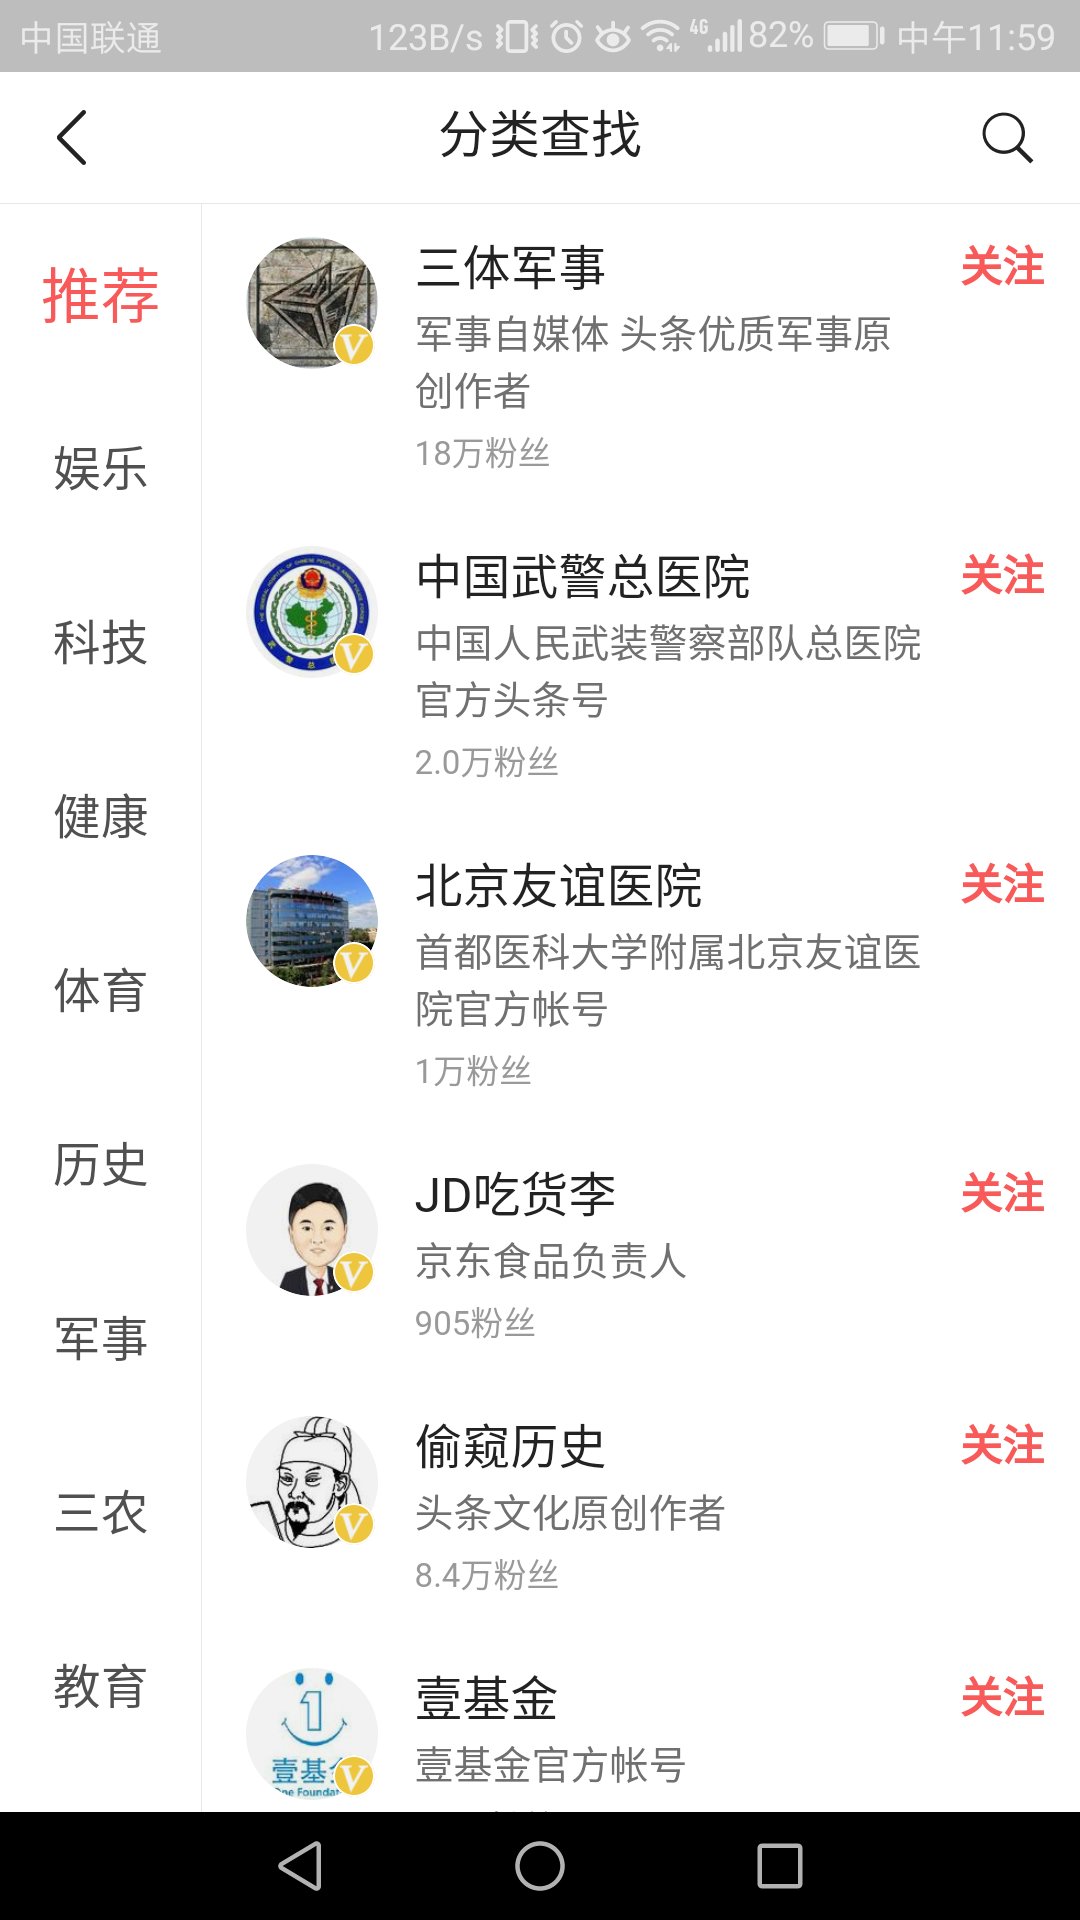 中国联通 123B/s 4G 82% 中午11:59
分类查找
推荐
娱乐
科技
健康
体育
历史
军事
三农
教育
三体军事 关注
军事自媒体 头条优质军事原
创作者
18万粉丝
中国武警总医院 关注
中国人民武装警察部队总医院
官方头条号
2.0万粉丝
北京友谊医院 关注
首都医科大学附属北京友谊医
院官方帐号
1万粉丝
JD吃货李 关注
京东食品负责人
905粉丝
偷窥历史 关注
头条文化原创作者
8.4万粉丝
壹基金 关注
壹基金官方帐号